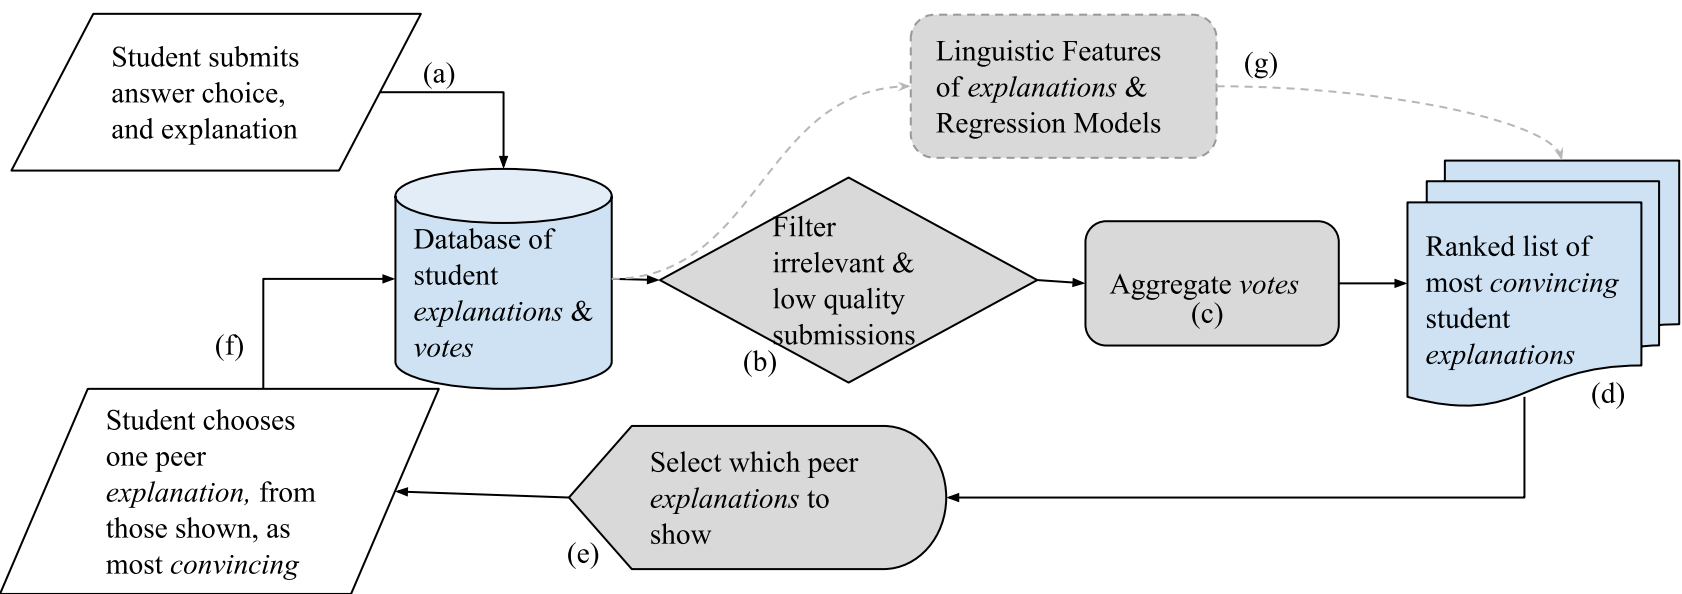 Student submits
answer choice,
and explanation
(a)
Linguistic Features
of explanations &
Regression Models
(g)
Database of
student
explanations &
votes
Filter
irrelevant &
low quality
submissions
(b)
Aggregate votes
(c)
Ranked list of
most convincing
student
explanations
(d)
(f)
Student chooses
one peer
explanation, from
those shown, as
most convincing
Select which peer
explanations to
show
(e)